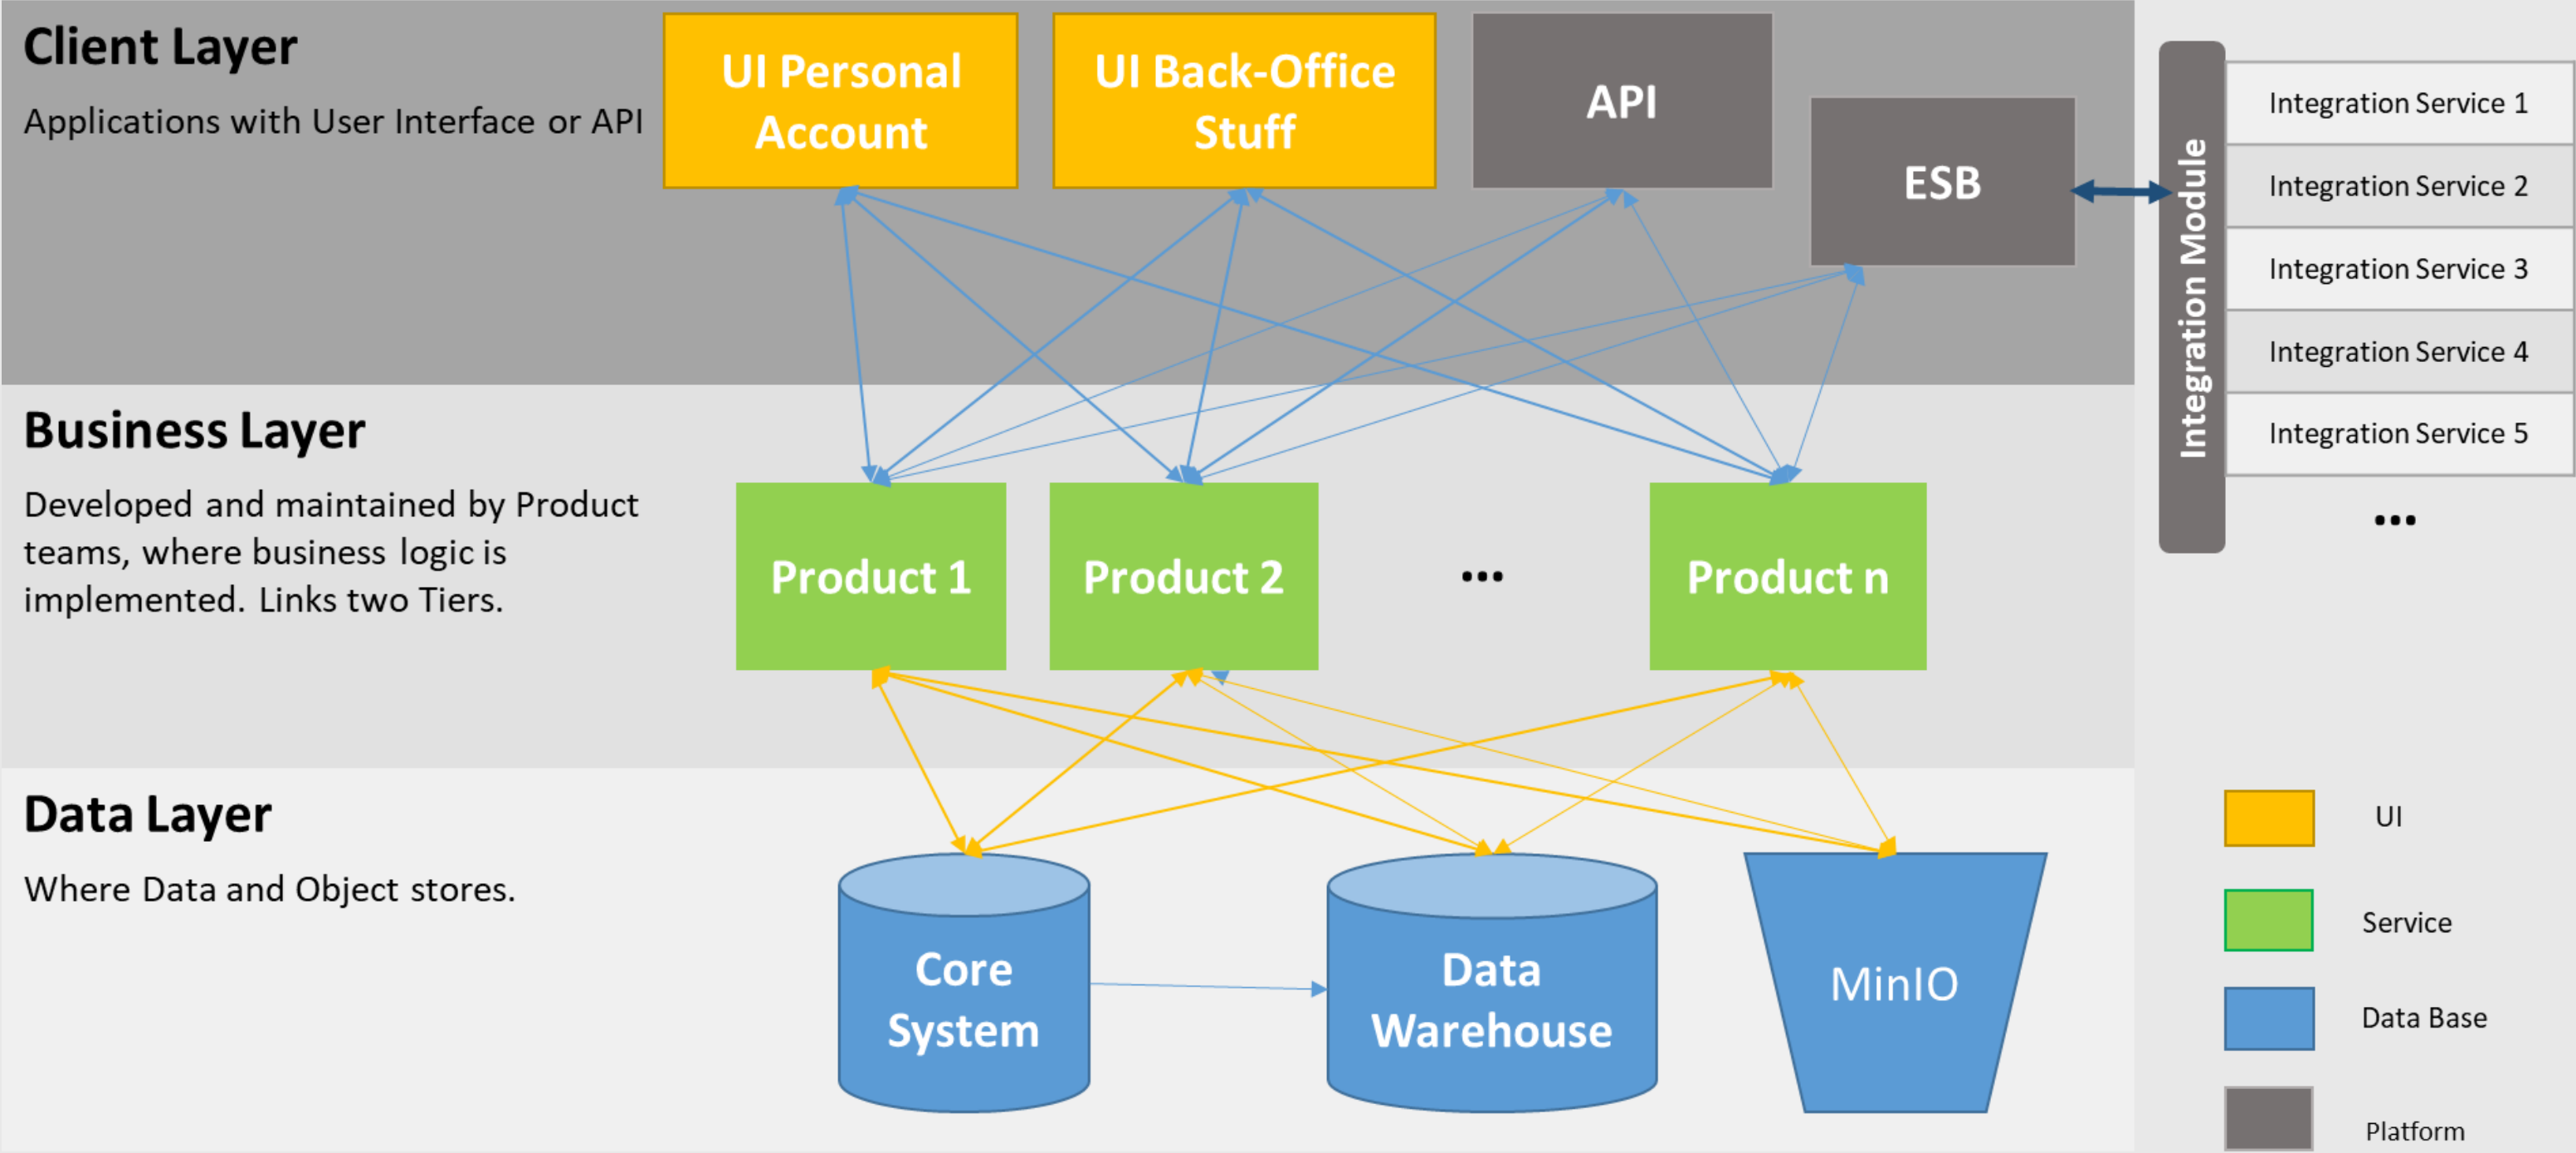 Client Layer
Applications with User Interface or API
UI Personal
Account
UI Back-Office
Stuff
API
ESB
Integration Module
Integration Service 1
Integration Service 2
Integration Service 3
Integration Service 4
Integration Service 5
...
Business Layer
Developed and maintained by Product
teams, where business logic is
implemented. Links two Tiers.
Product 1
Product 2
...
Product n
Data Layer
Where Data and Object stores.
Core
System
Data
Warehouse
MinIO
UI
Service
Data Base
Platform